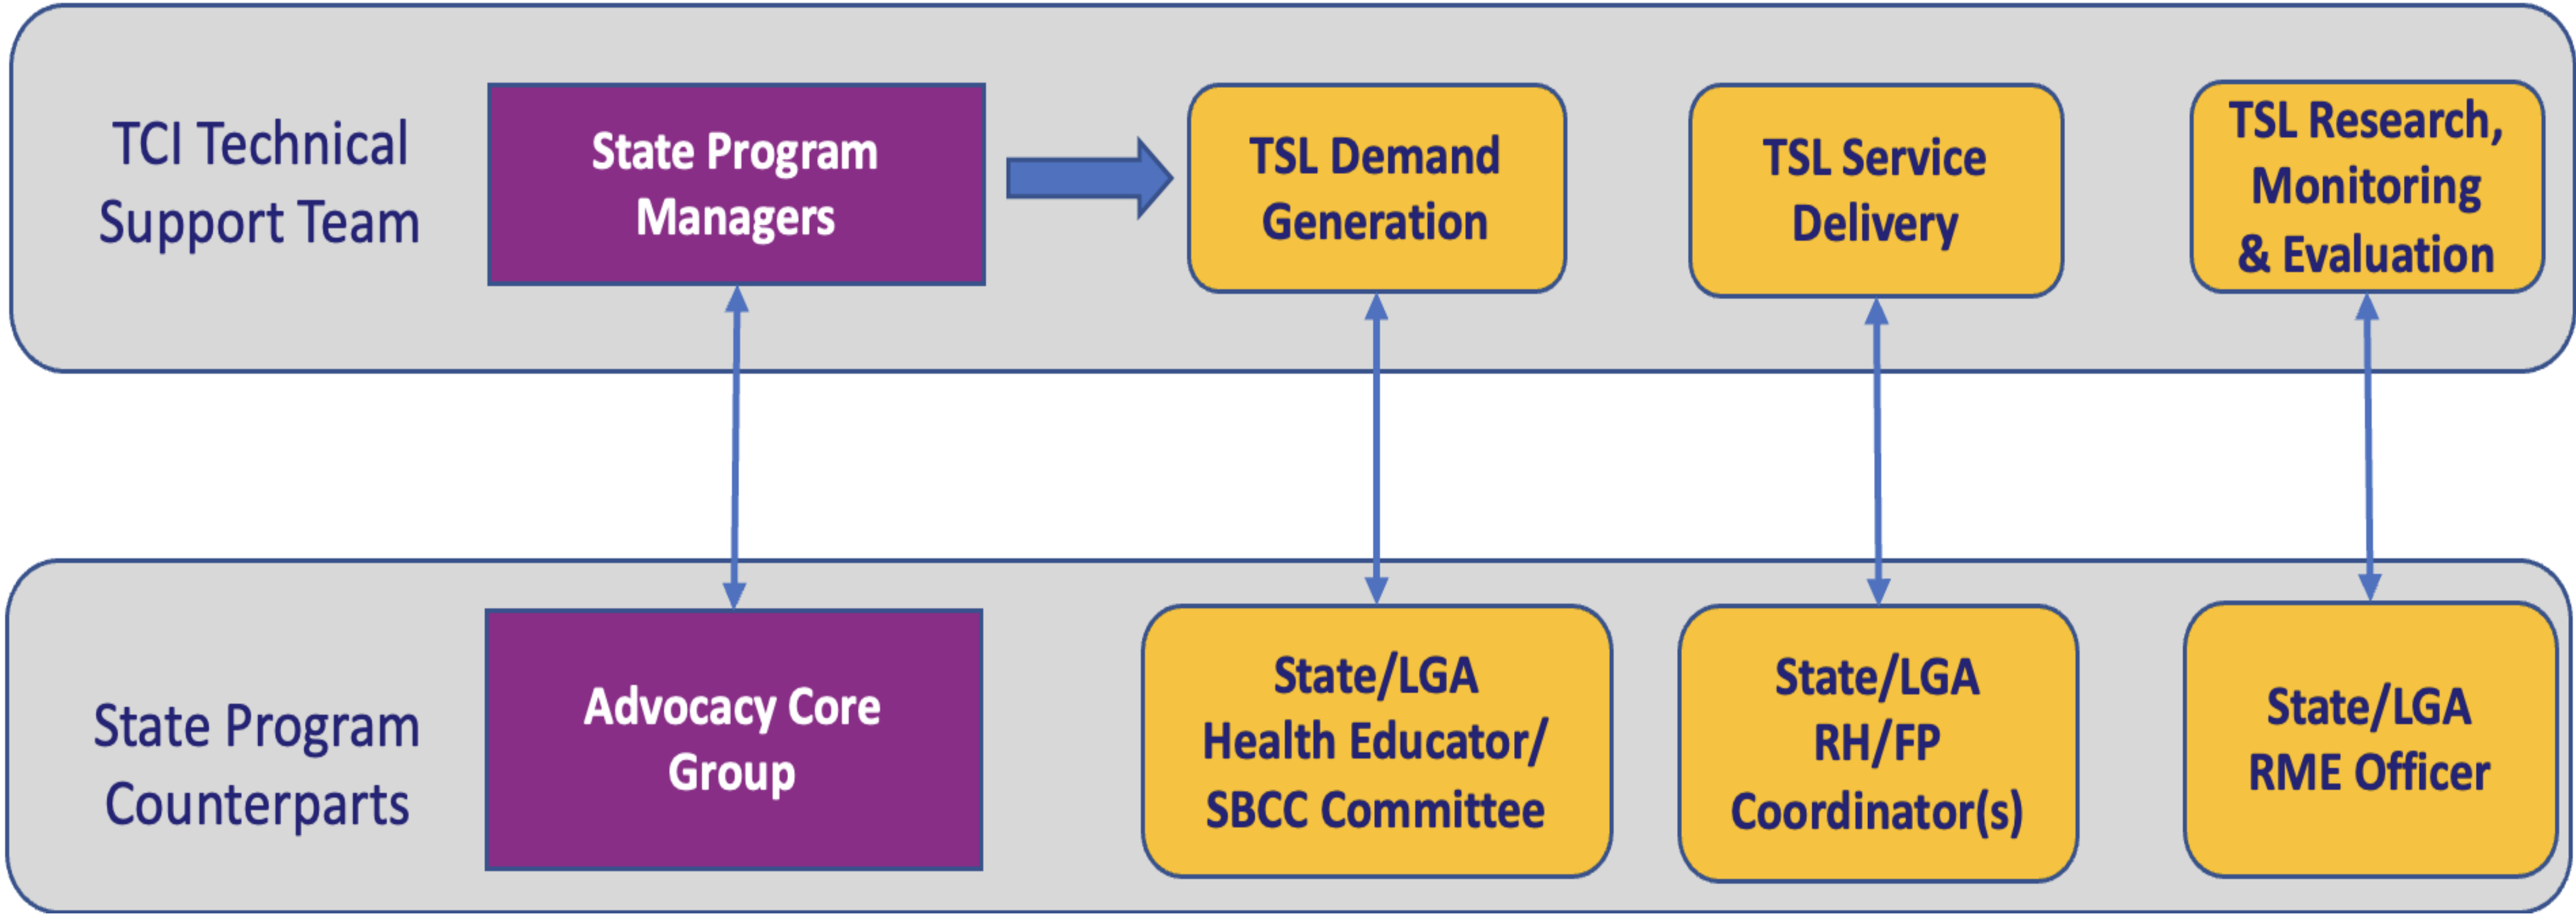 TCI Technical
Support Team
State Program
Managers
TSL Demand
Generation
TSL Service
Delivery
TSL Research,
Monitoring
& Evaluation
State Program
Counterparts
Advocacy Core
Group
State/LGA
Health Educator/
SBCC Committee
State/LGA
RH/FP
Coordinator(s)
State/LGA
RME Officer